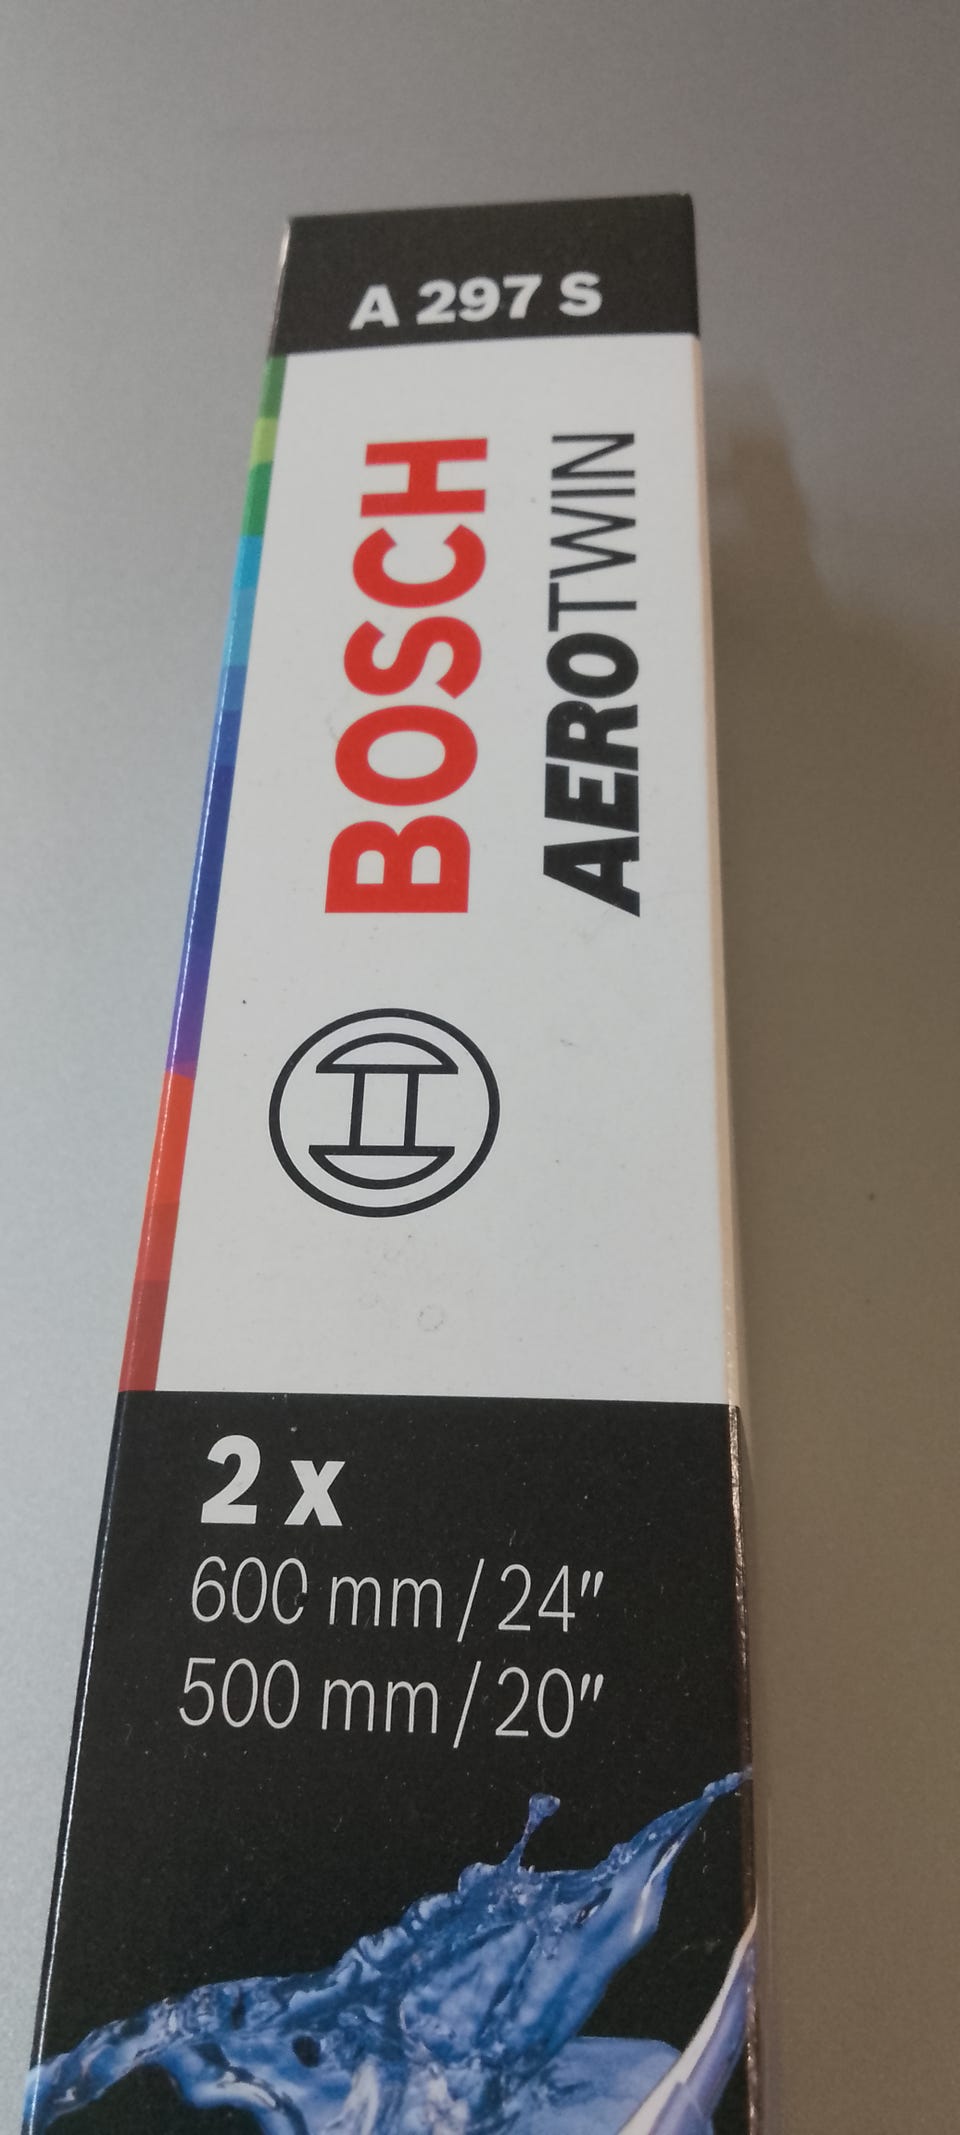 A 297 S
BOSCH
AEROTWIN
2 x
600 mm / 24"
500 mm / 20"